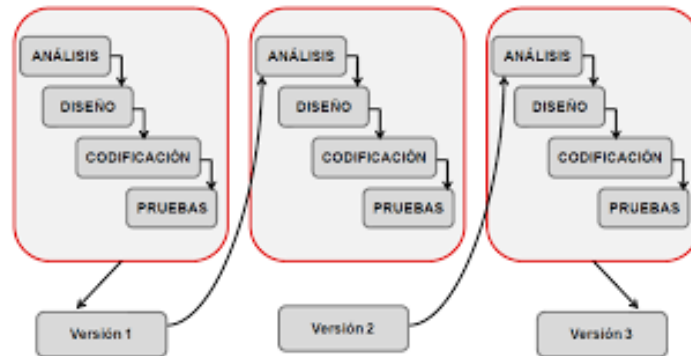 ANÁLISIS
DISEÑO
CODIFICACIÓN
PRUEBAS
Versión 1
ANÁLISIS
DISEÑO
CODIFICACIÓN
PRUEBAS
Versión 2
ANÁLISIS
DISEÑO
CODIFICACIÓN
PRUEBAS
Versión 3